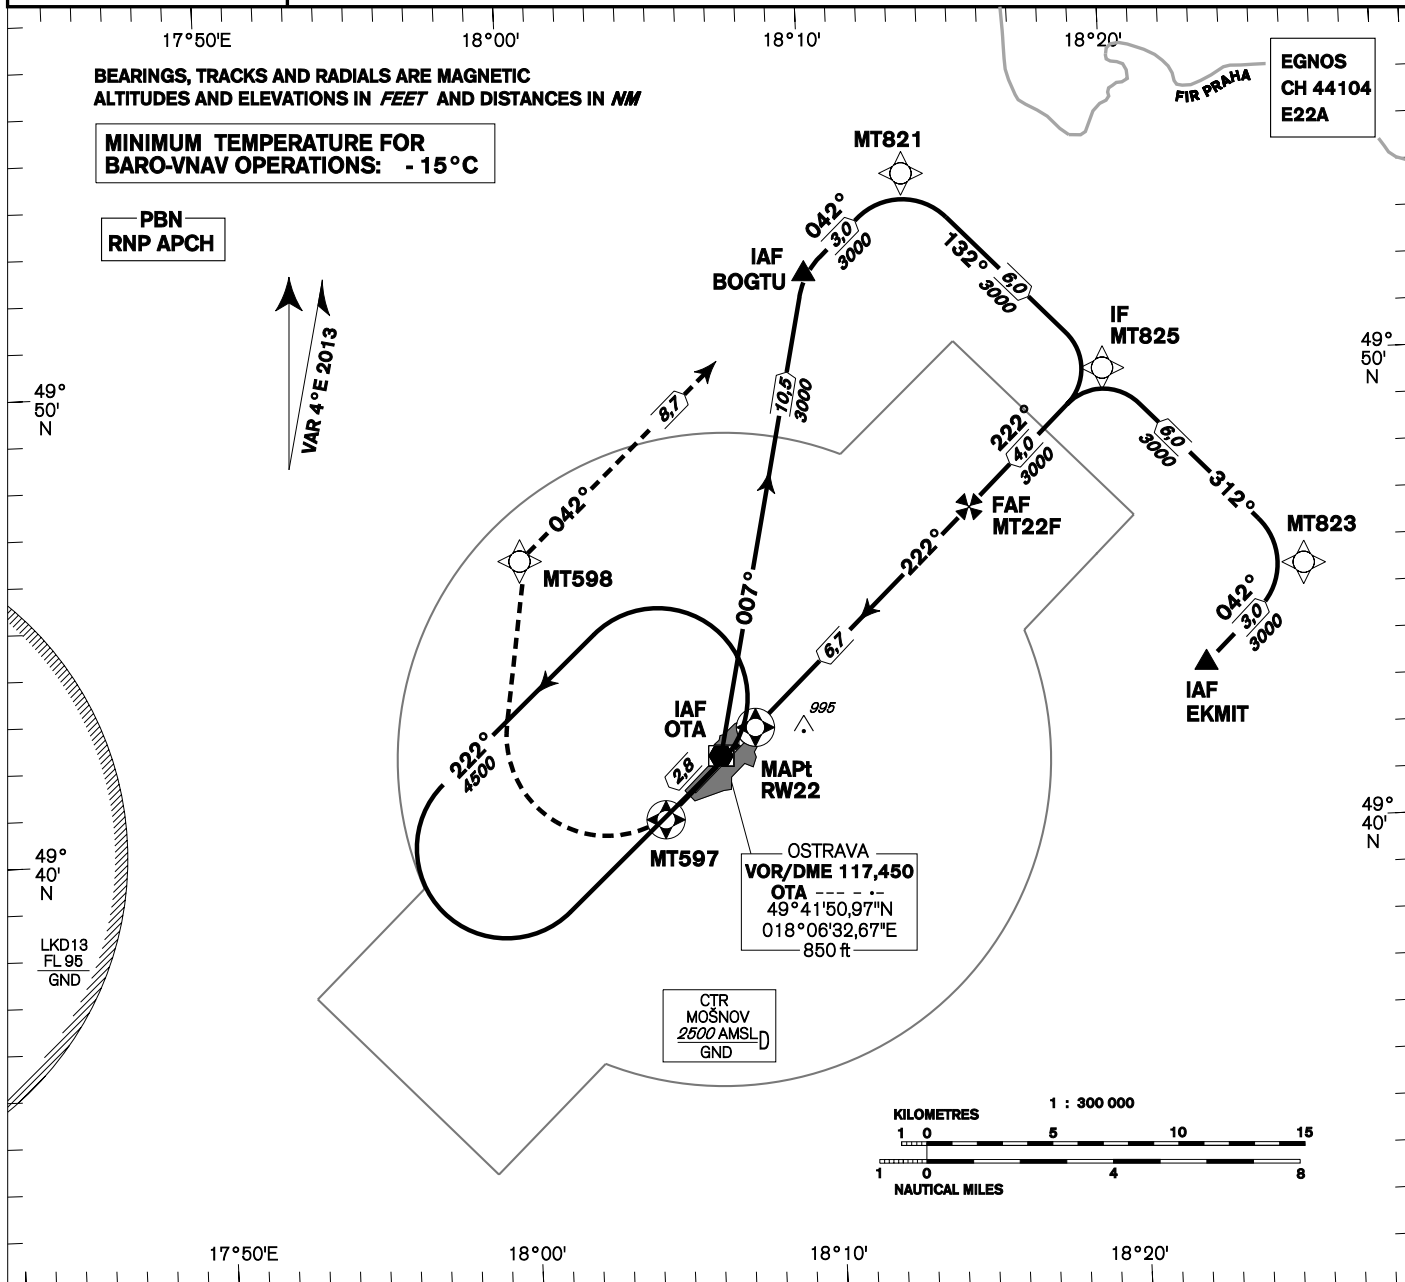 17°50'E
18°00'
18°10'
18°20'
BEARINGS, TRACKS AND RADIALS ARE MAGNETIC
ALTITUDES AND ELEVATIONS IN FEET AND DISTANCES IN NM
EGNOS
CH 44104
E22A
FIR PRAHA
MINIMUM TEMPERATURE FOR
BARO-VNAV OPERATIONS: - 15°C
PBN
RNP APCH
VAR 4°E 2013
MT821
042°
3,0
3000
IAF
BOGTU
132°
6,0
3000
IF
MT825
49°
50'
N
49°
50'
N
8,7
042°
MT598
10,5
3000
007°
222°
4,0
3000
FAF
MT22F
222°
6,7
6,0
3000
312°
MT823
042°
3,0
3000
IAF
EKMIT
995
IAF
OTA
MAPt
RW22
222°
4500
2,8
MT597
49°
40'
N
49°
40'
N
OSTRAVA
VOR/DME 117,450
OTA --- - ·-
49°41'50,97"N
018°06'32,67"E
850 ft
LKD13
FL 95
GND
CTR
MOŠNOV
2500 AMSL
GND
D
1 : 300 000
KILOMETRES
1 0 5 10 15
1 0 4 8
NAUTICAL MILES
17°50'E
18°00'
18°10'
18°20'